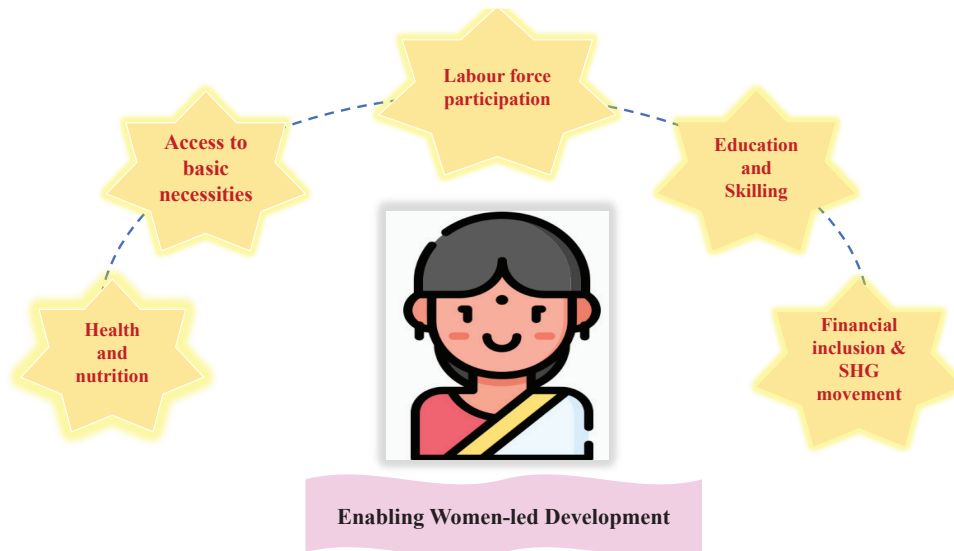 Labour force
participation
Access to
basic
necessities
Education
and
Skilling
Health
and
nutrition
Financial
inclusion &
SHG
movement
Enabling Women-led Development